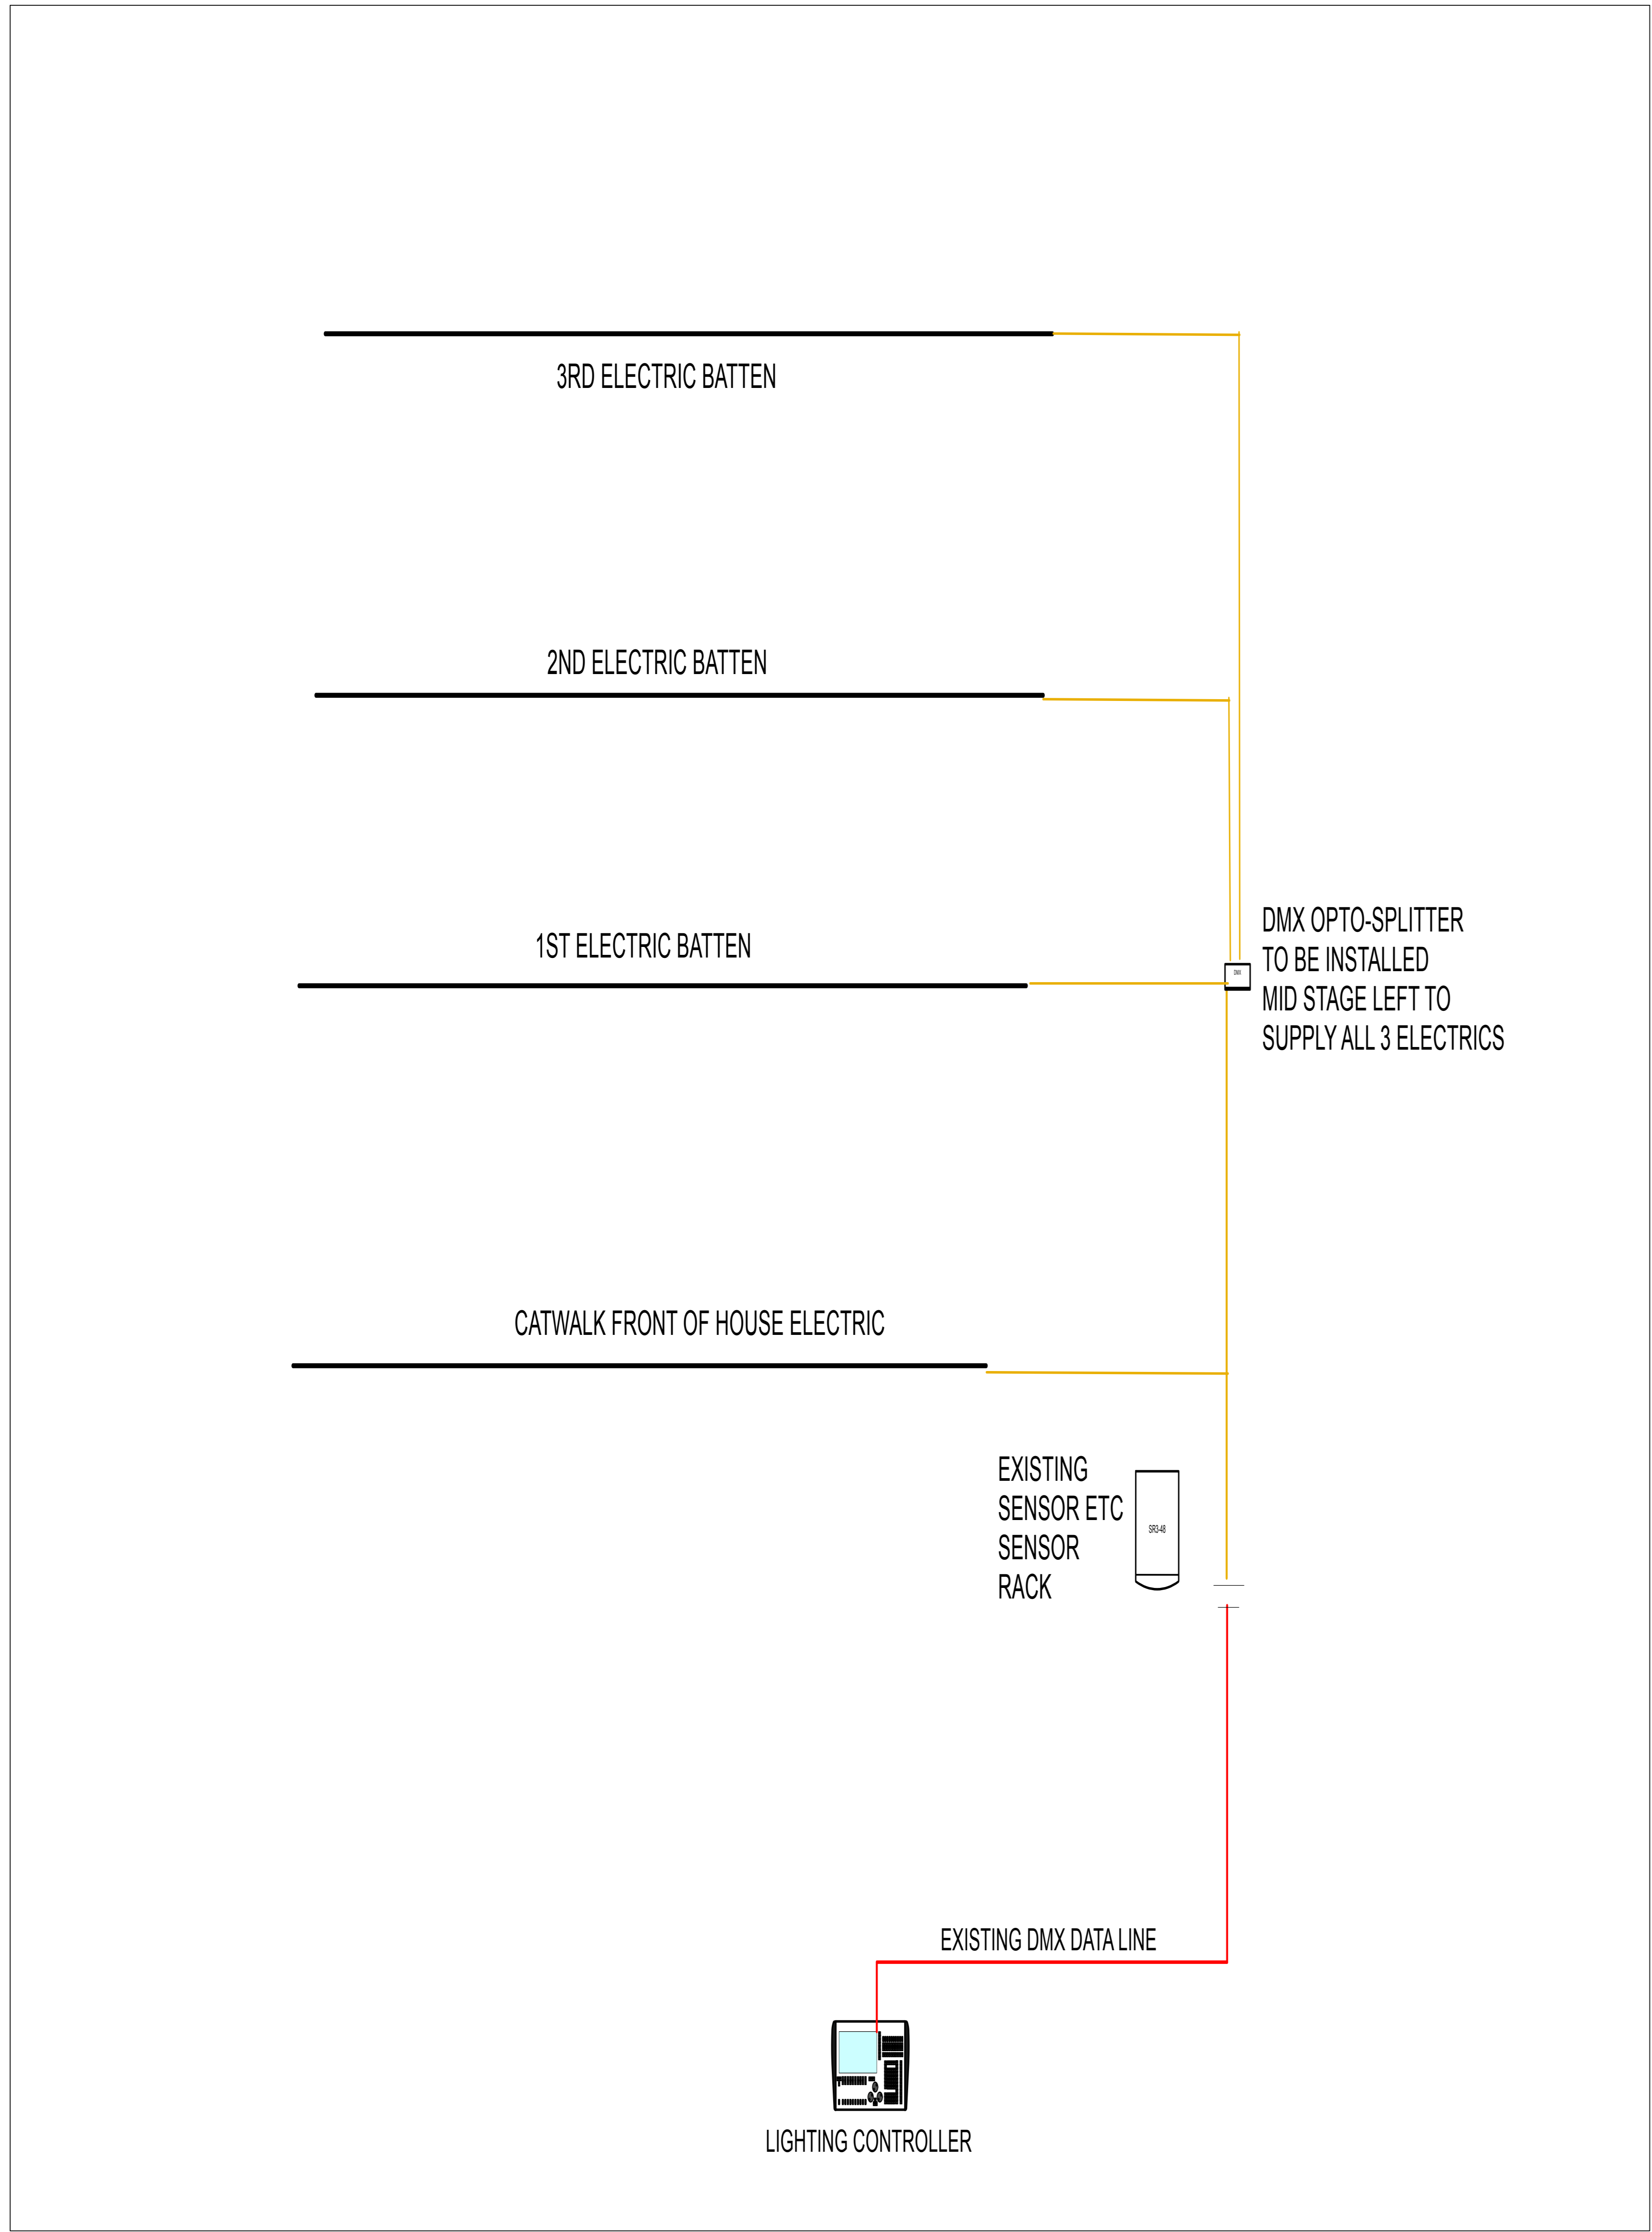 3RD ELECTRIC BATTEN
2ND ELECTRIC BATTEN
1ST ELECTRIC BATTEN
DMX OPTO-SPLITTER
TO BE INSTALLED
MID STAGE LEFT TO
SUPPLY ALL 3 ELECTRICS
DMX
CATWALK FRONT OF HOUSE ELECTRIC
EXISTING
SENSOR ETC
SENSOR
RACK
SR3-48
EXISTING DMX DATA LINE
LIGHTING CONTROLLER